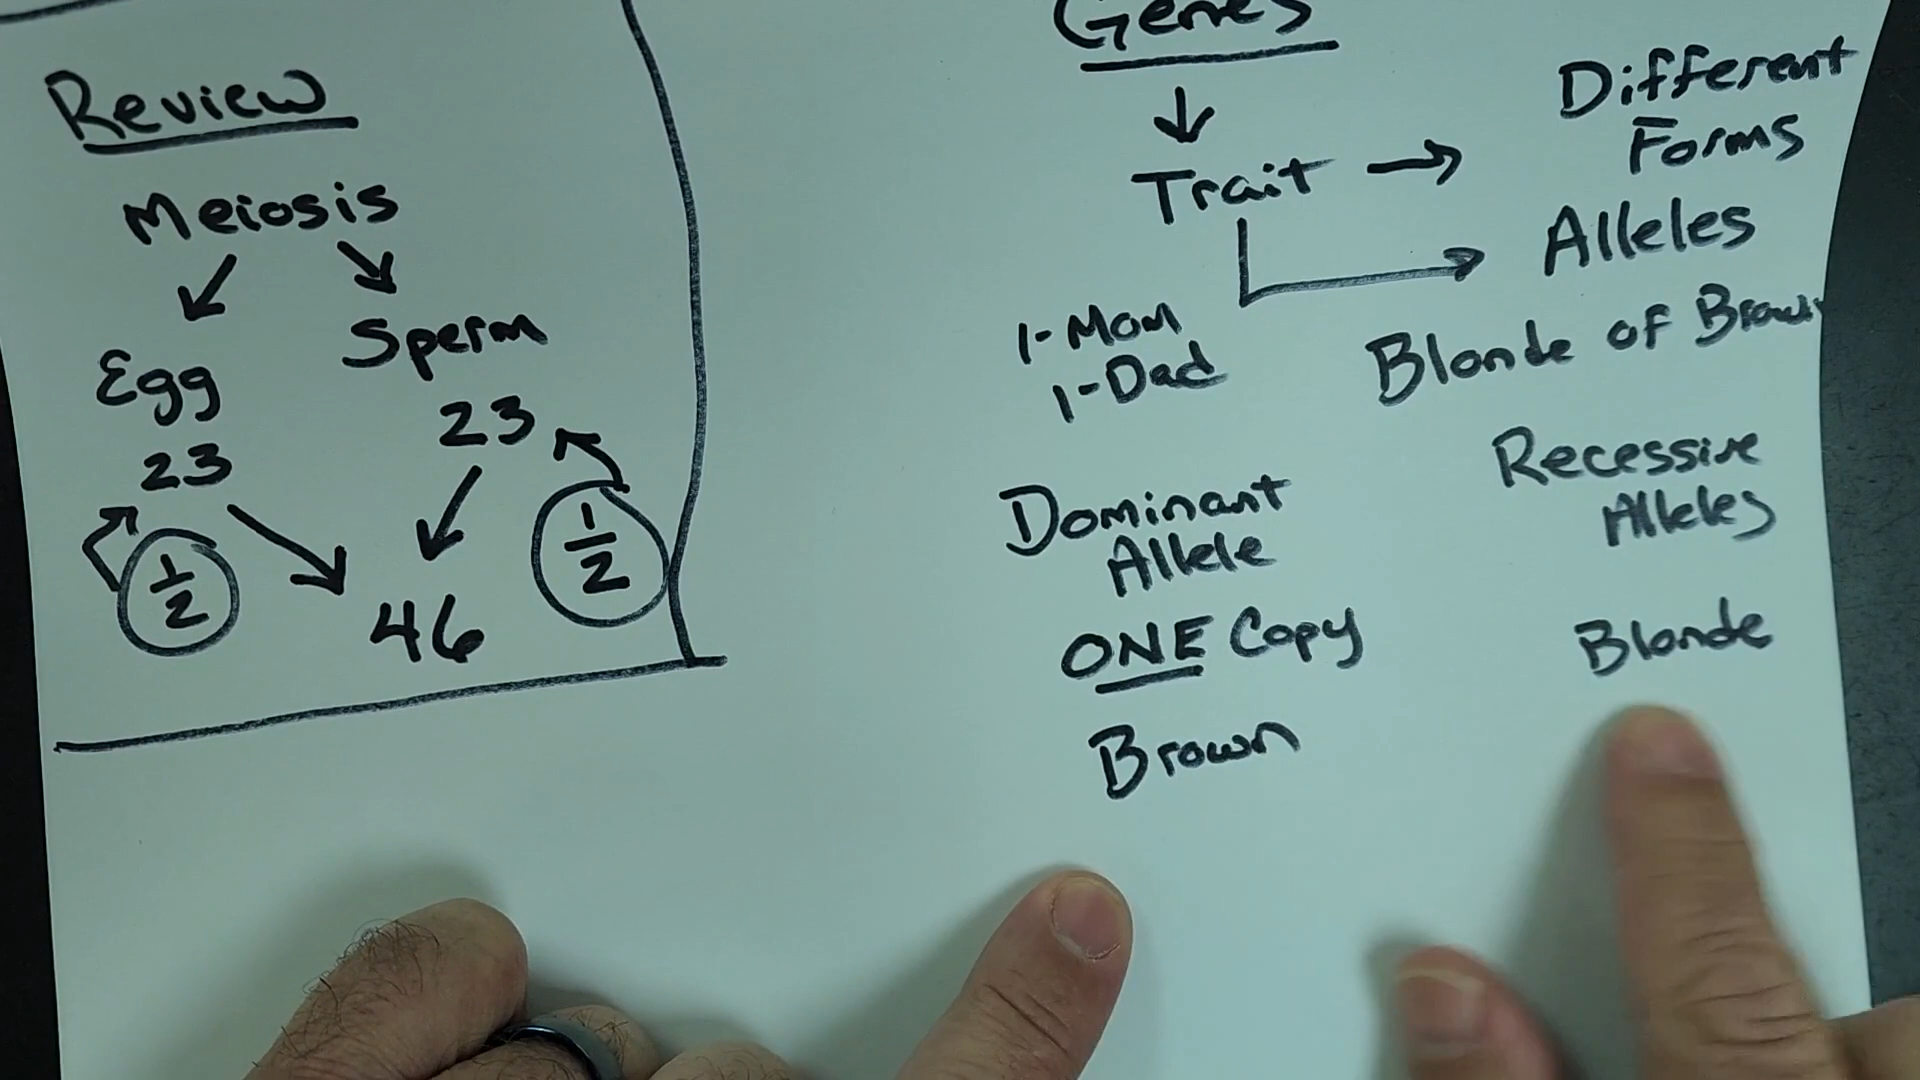 Review
Meiosis
Egg
Sperm
23
23
1/2
1/2
46
Genes
Trait
Different
Forms
Alleles
1-Mom
1-Dad
Blonde of Brown
Dominant
Allele
ONE Copy
Brown
Recessive
Alleles
Blonde